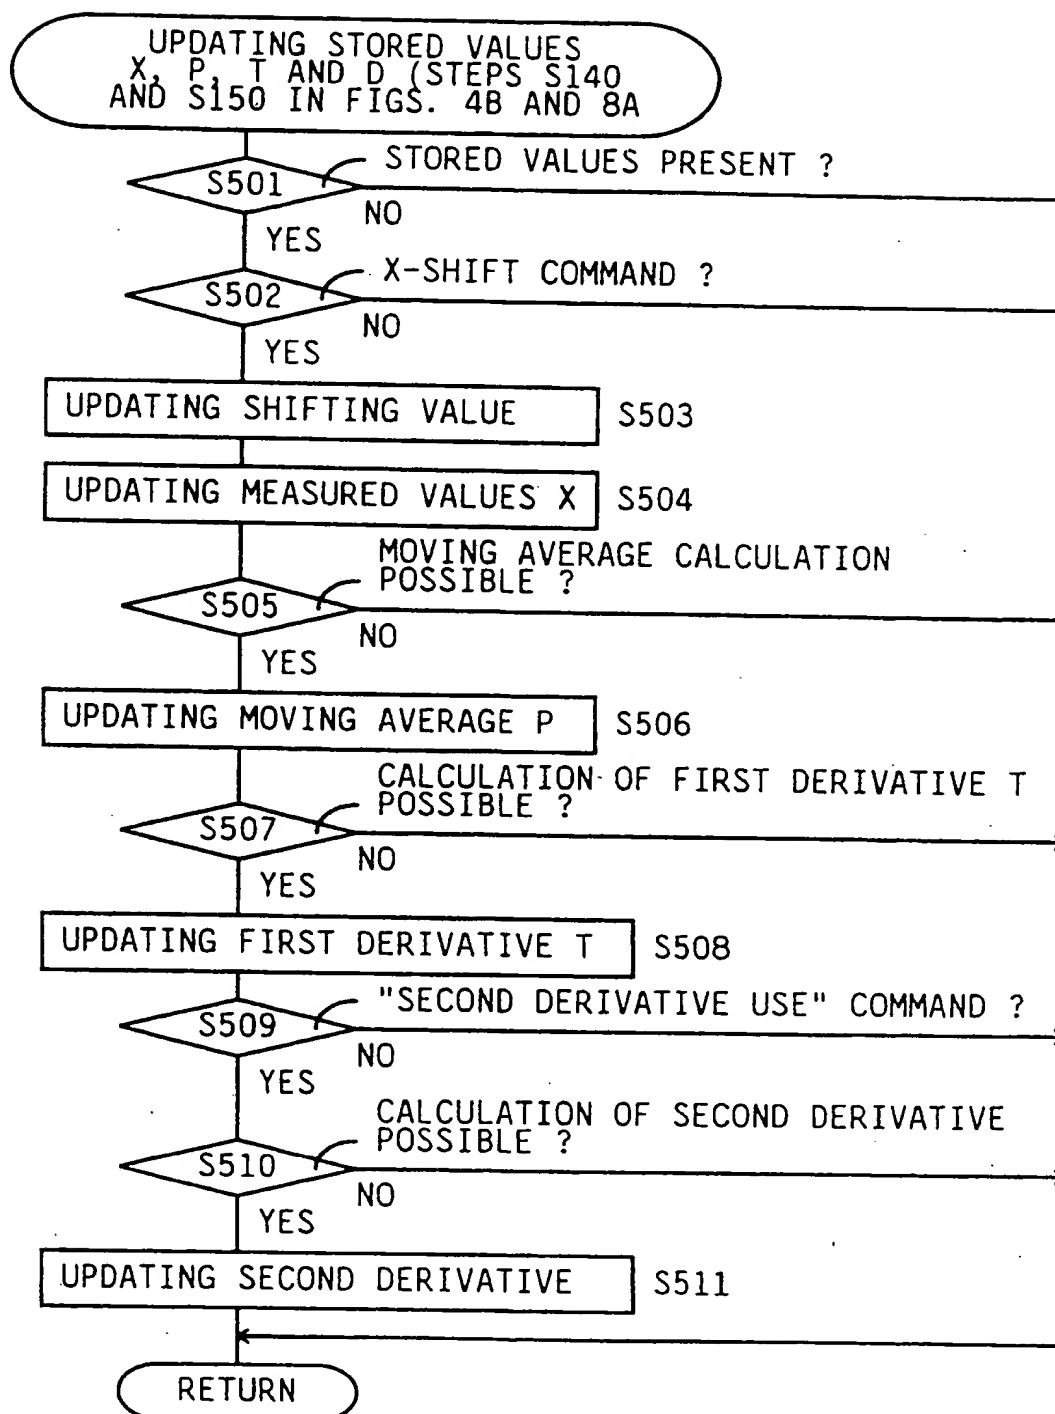 UPDATING STORED VALUES
X, P, T AND D (STEPS S140
AND S150 IN FIGS. 4B AND 8A
S501
STORED VALUES PRESENT ?
NO
YES
S502
X-SHIFT COMMAND ?
NO
YES
UPDATING SHIFTING VALUE
S503
UPDATING MEASURED VALUES X
S504
MOVING AVERAGE CALCULATION
POSSIBLE ?
S505
NO
YES
UPDATING MOVING AVERAGE P
S506
CALCULATION OF FIRST DERIVATIVE T
POSSIBLE ?
S507
NO
YES
UPDATING FIRST DERIVATIVE T
S508
"SECOND DERIVATIVE USE" COMMAND ?
S509
NO
YES
CALCULATION OF SECOND DERIVATIVE
POSSIBLE ?
S510
NO
YES
UPDATING SECOND DERIVATIVE
S511
RETURN